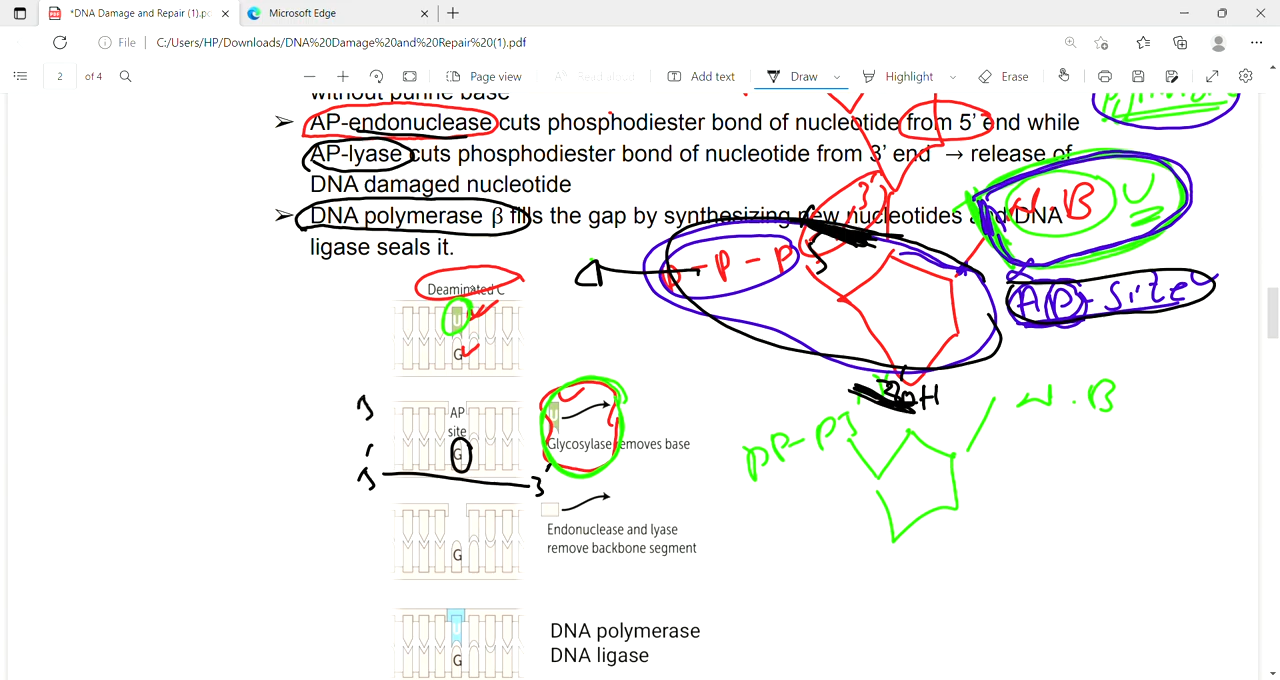 *DNA Damage and Repair (1).pd
Microsoft Edge
File C:/Users/HP/Downloads/DNA%20Damage%20and%20Repair%20(1).pdf
2 of 4 Page view Read aloud Add text Draw Highlight Erase
without purine base
➢ AP-endonuclease cuts phosphodiester bond of nucleotide from 5' end while
AP-lyase cuts phosphodiester bond of nucleotide from 3' end → release of
DNA damaged nucleotide
➢ DNA polymerase β fills the gap by synthesizing new nucleotides and DNA
ligase seals it.
N.B U
P-P-P
AP-site
Deaminated C
G
OH
N.B
PP-P
AP
site
G
Glycosylase removes base
3'
Endonuclease and lyase
remove backbone segment
G
DNA polymerase
DNA ligase
G